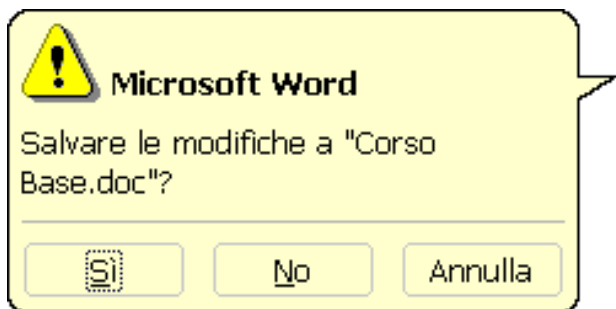 Microsoft Word
Salvare le modifiche a "Corso
Base.doc"?
Sì No Annulla